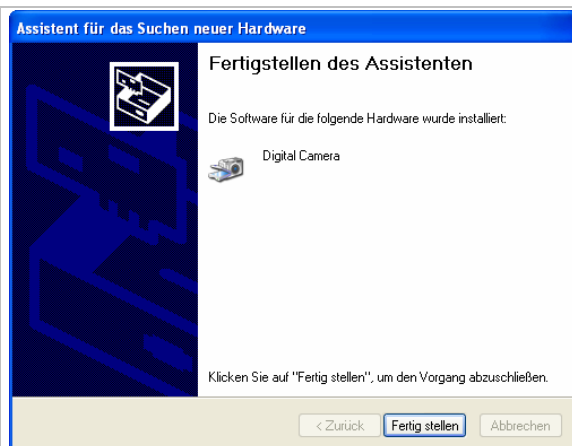 Assistent für das Suchen neuer Hardware
Fertigstellen des Assistenten
Die Software für die folgende Hardware wurde installiert:
Digital Camera
Klicken Sie auf "Fertig stellen", um den Vorgang abzuschließen.
< Zurück Fertig stellen Abbrechen